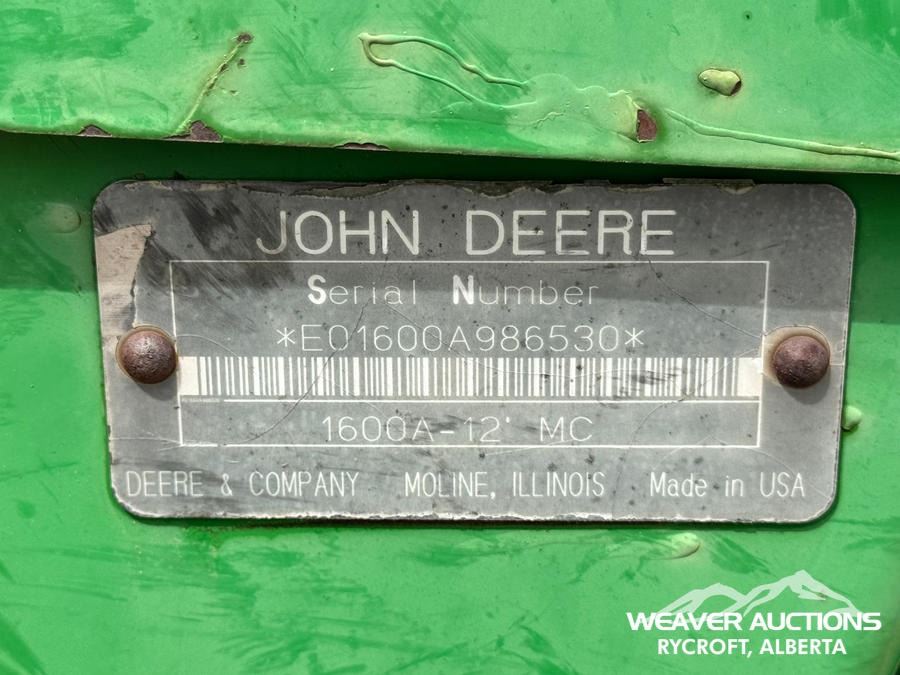 JOHN DEERE
Serial Number
*E01600A986530*
1600A-12' MC
DEERE & COMPANY MOLINE, ILLINOIS Made in USA
WEAVER AUCTIONS
RYCROFT, ALBERTA